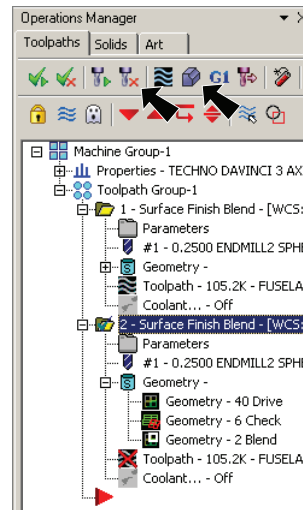 Operations Manager
Toolpaths Solids Art
G1
Machine Group-1
Properties - TECHNO DAVINCI 3 AX
Toolpath Group-1
1 - Surface Finish Blend - [WCS:
Parameters
#1 - 0.2500 ENDMILL2 SPHE
Geometry -
Toolpath - 105.2K - FUSELA
Coolant... - Off
2 - Surface Finish Blend - [WCS:
Parameters
#1 - 0.2500 ENDMILL2 SPHE
Geometry -
Geometry - 40 Drive
Geometry - 6 Check
Geometry - 2 Blend
Toolpath - 105.2K - FUSELA
Coolant... - Off